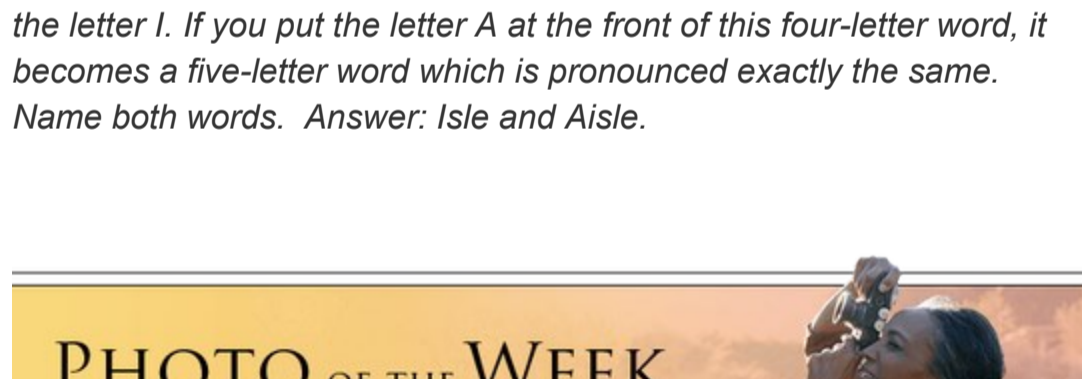 the letter I. If you put the letter A at the front of this four-letter word, it
becomes a five-letter word which is pronounced exactly the same.
Name both words.  Answer: Isle and Aisle.
PHOTO OF THE WEEK